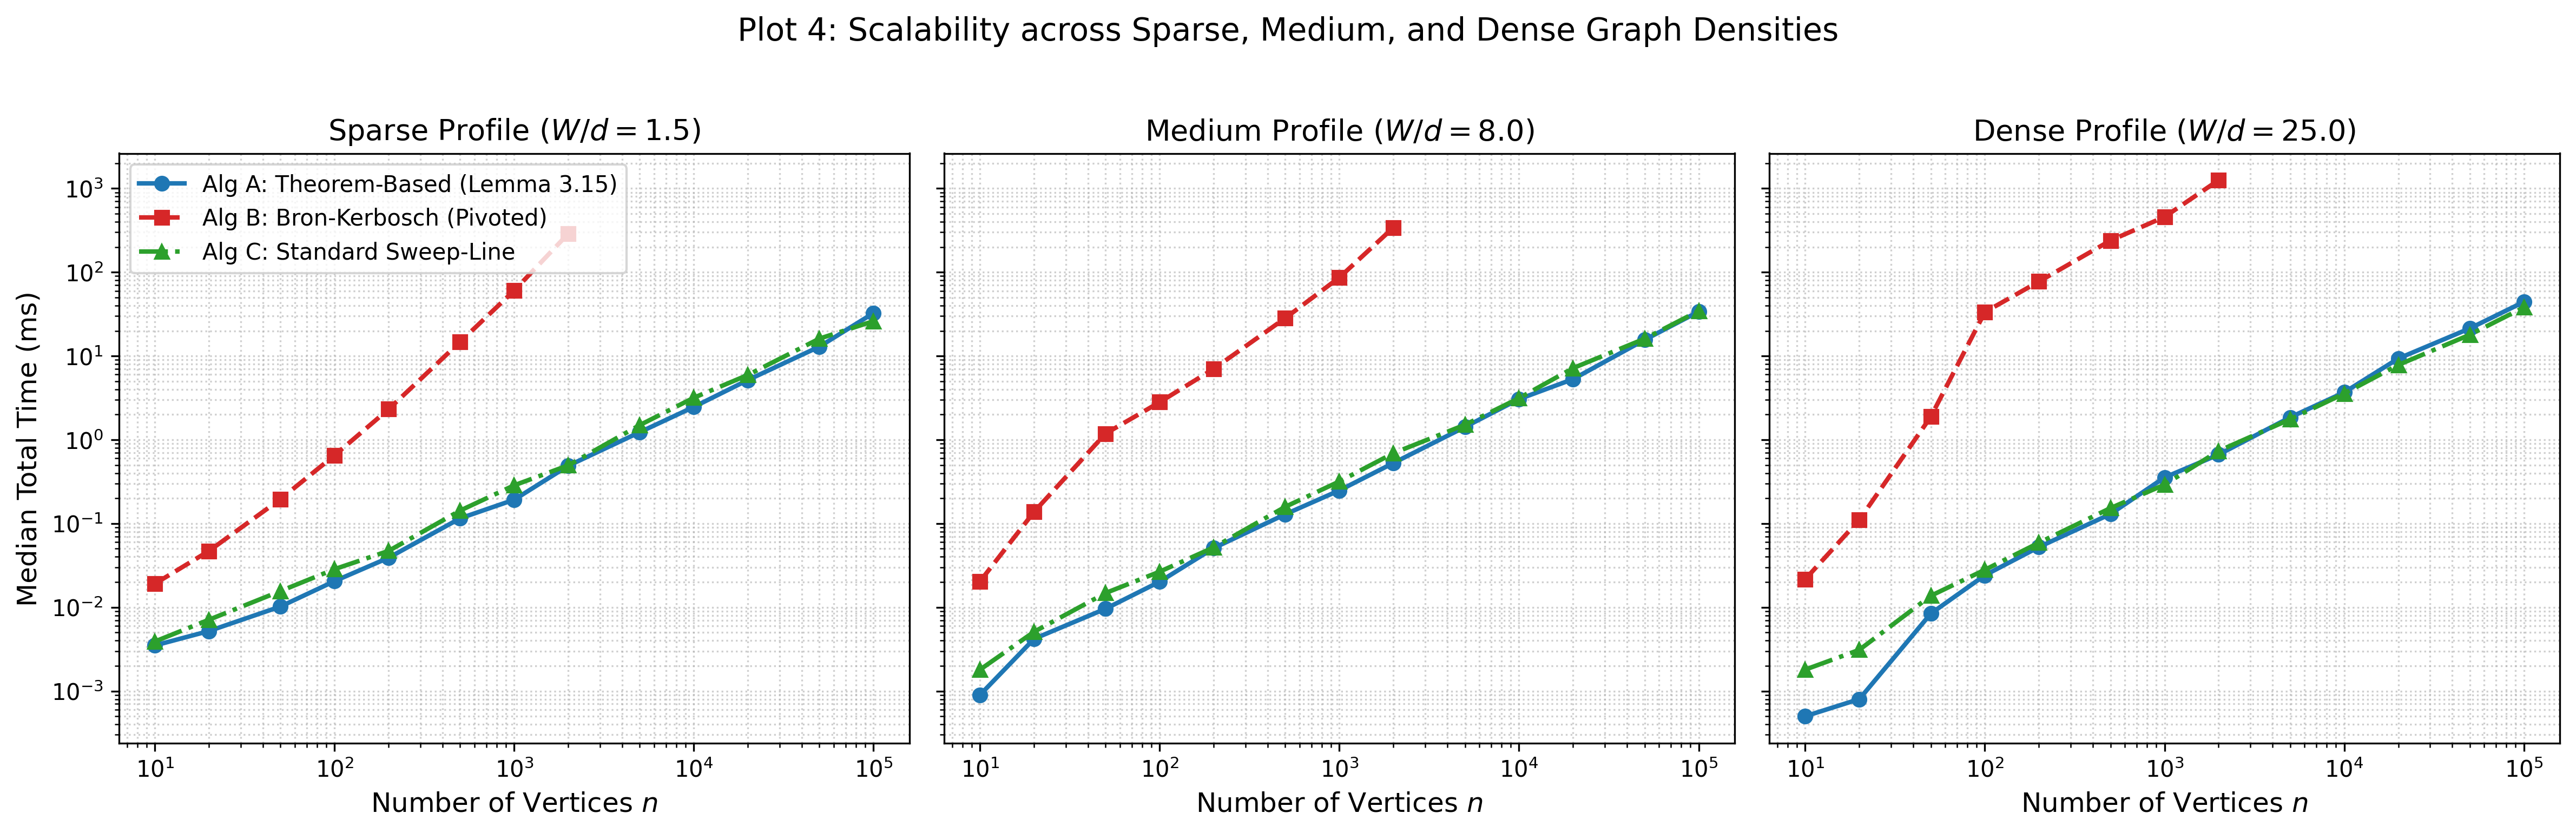 Plot 4: Scalability across Sparse, Medium, and Dense Graph Densities
Sparse Profile (W/d = 1.5)
Medium Profile (W/d = 8.0)
Dense Profile (W/d = 25.0)
Alg A: Theorem-Based (Lemma 3.15)
Alg B: Bron-Kerbosch (Pivoted)
Alg C: Standard Sweep-Line
Median Total Time (ms)
10³
10²
10¹
10⁰
10⁻¹
10⁻²
10⁻³
10¹ 10² 10³ 10⁴ 10⁵
10¹ 10² 10³ 10⁴ 10⁵
10¹ 10² 10³ 10⁴ 10⁵
Number of Vertices n
Number of Vertices n
Number of Vertices n